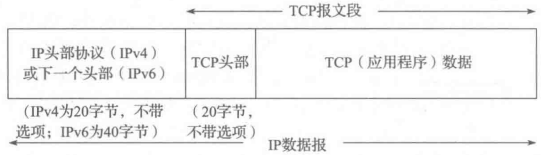 TCP报文段
IP头部协议（IPv4）
或下一个头部（IPv6）
TCP头部
TCP（应用程序）数据
（IPv4为20字节，不带
选项；IPv6为40字节）
（20字节，
不带选项）
IP数据报